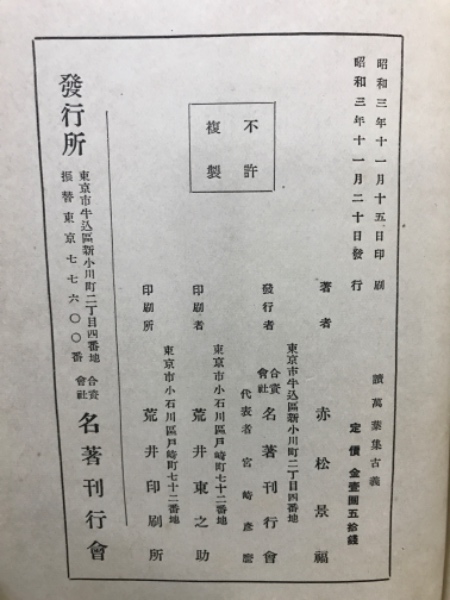 昭和三年十一月十五日印刷
昭和三年十一月二十日發行
讀萬葉集古義
定價金壹圓五拾錢
不許
複製
著者 赤松景福
東京市牛込區新小川町二丁目四番地
發行者 合資會社 名著刊行會
代表者 宮崎彦麿
東京市小石川區戸崎町七十二番地
印刷者 荒井東之助
東京市小石川區戸崎町七十二番地
印刷所 荒井印刷所
發行所
東京市牛込區新小川町二丁目四番地
振替東京七七六〇〇番
合資會社 名著刊行會